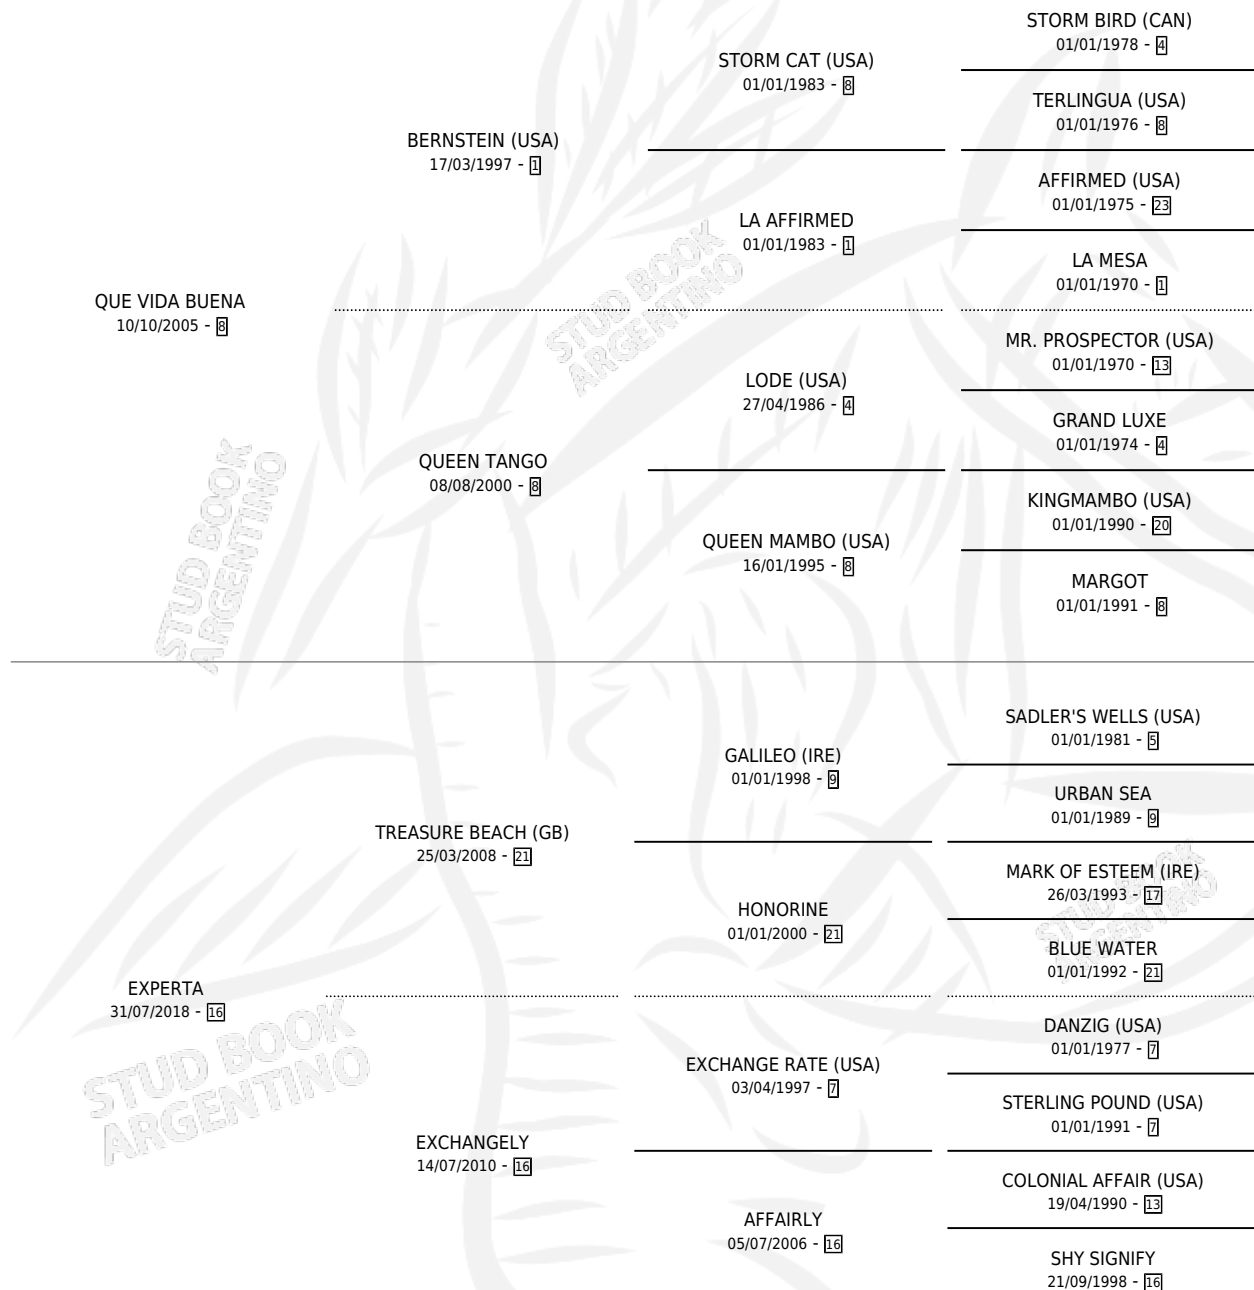 STORM BIRD (CAN)
01/01/1978 - 4
STORM CAT (USA)
01/01/1983 - 8
TERLINGUA (USA)
01/01/1976 - 8
BERNSTEIN (USA)
17/03/1997 - 1
AFFIRMED (USA)
01/01/1975 - 23
LA AFFIRMED
01/01/1983 - 1
LA MESA
01/01/1970 - 1
QUE VIDA BUENA
10/10/2005 - 8
MR. PROSPECTOR (USA)
01/01/1970 - 13
LODE (USA)
27/04/1986 - 4
GRAND LUXE
01/01/1974 - 4
QUEEN TANGO
08/08/2000 - 8
KINGMAMBO (USA)
01/01/1990 - 20
QUEEN MAMBO (USA)
16/01/1995 - 8
MARGOT
01/01/1991 - 8
STUD BOOK
ARGENTINO
STUD BOOK
ARGENTINO
SADLER'S WELLS (USA)
01/01/1981 - 5
GALILEO (IRE)
01/01/1998 - 9
URBAN SEA
01/01/1989 - 9
TREASURE BEACH (GB)
25/03/2008 - 21
MARK OF ESTEEM (IRE)
26/03/1993 - 17
HONORINE
01/01/2000 - 21
BLUE WATER
01/01/1992 - 21
EXPERTA
31/07/2018 - 16
DANZIG (USA)
01/01/1977 - 7
EXCHANGE RATE (USA)
03/04/1997 - 7
STERLING POUND (USA)
01/01/1991 - 7
EXCHANGELY
14/07/2010 - 16
COLONIAL AFFAIR (USA)
19/04/1990 - 13
AFFAIRLY
05/07/2006 - 16
SHY SIGNIFY
21/09/1998 - 16
STUD BOOK
ARGENTINO
STUD BOOK
ARGENTINO